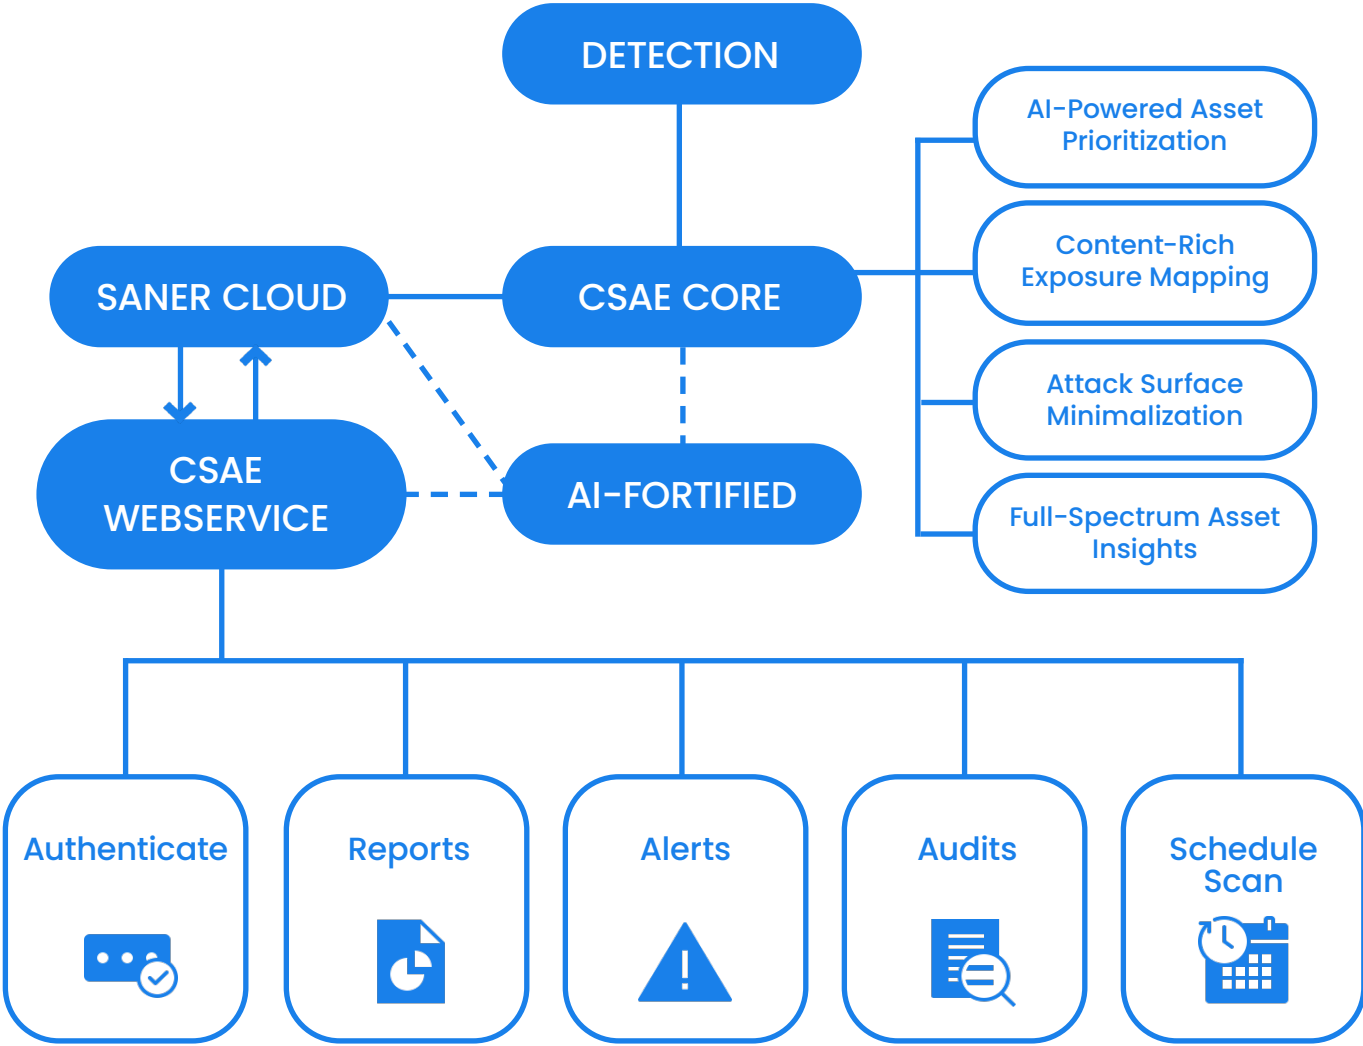 DETECTION
AI-Powered Asset
Prioritization
Content-Rich
Exposure Mapping
SANER CLOUD
CSAE CORE
Attack Surface
Minimalization
CSAE
WEBSERVICE
AI-FORTIFIED
Full-Spectrum Asset
Insights
Authenticate
Reports
Alerts
Audits
Schedule
Scan